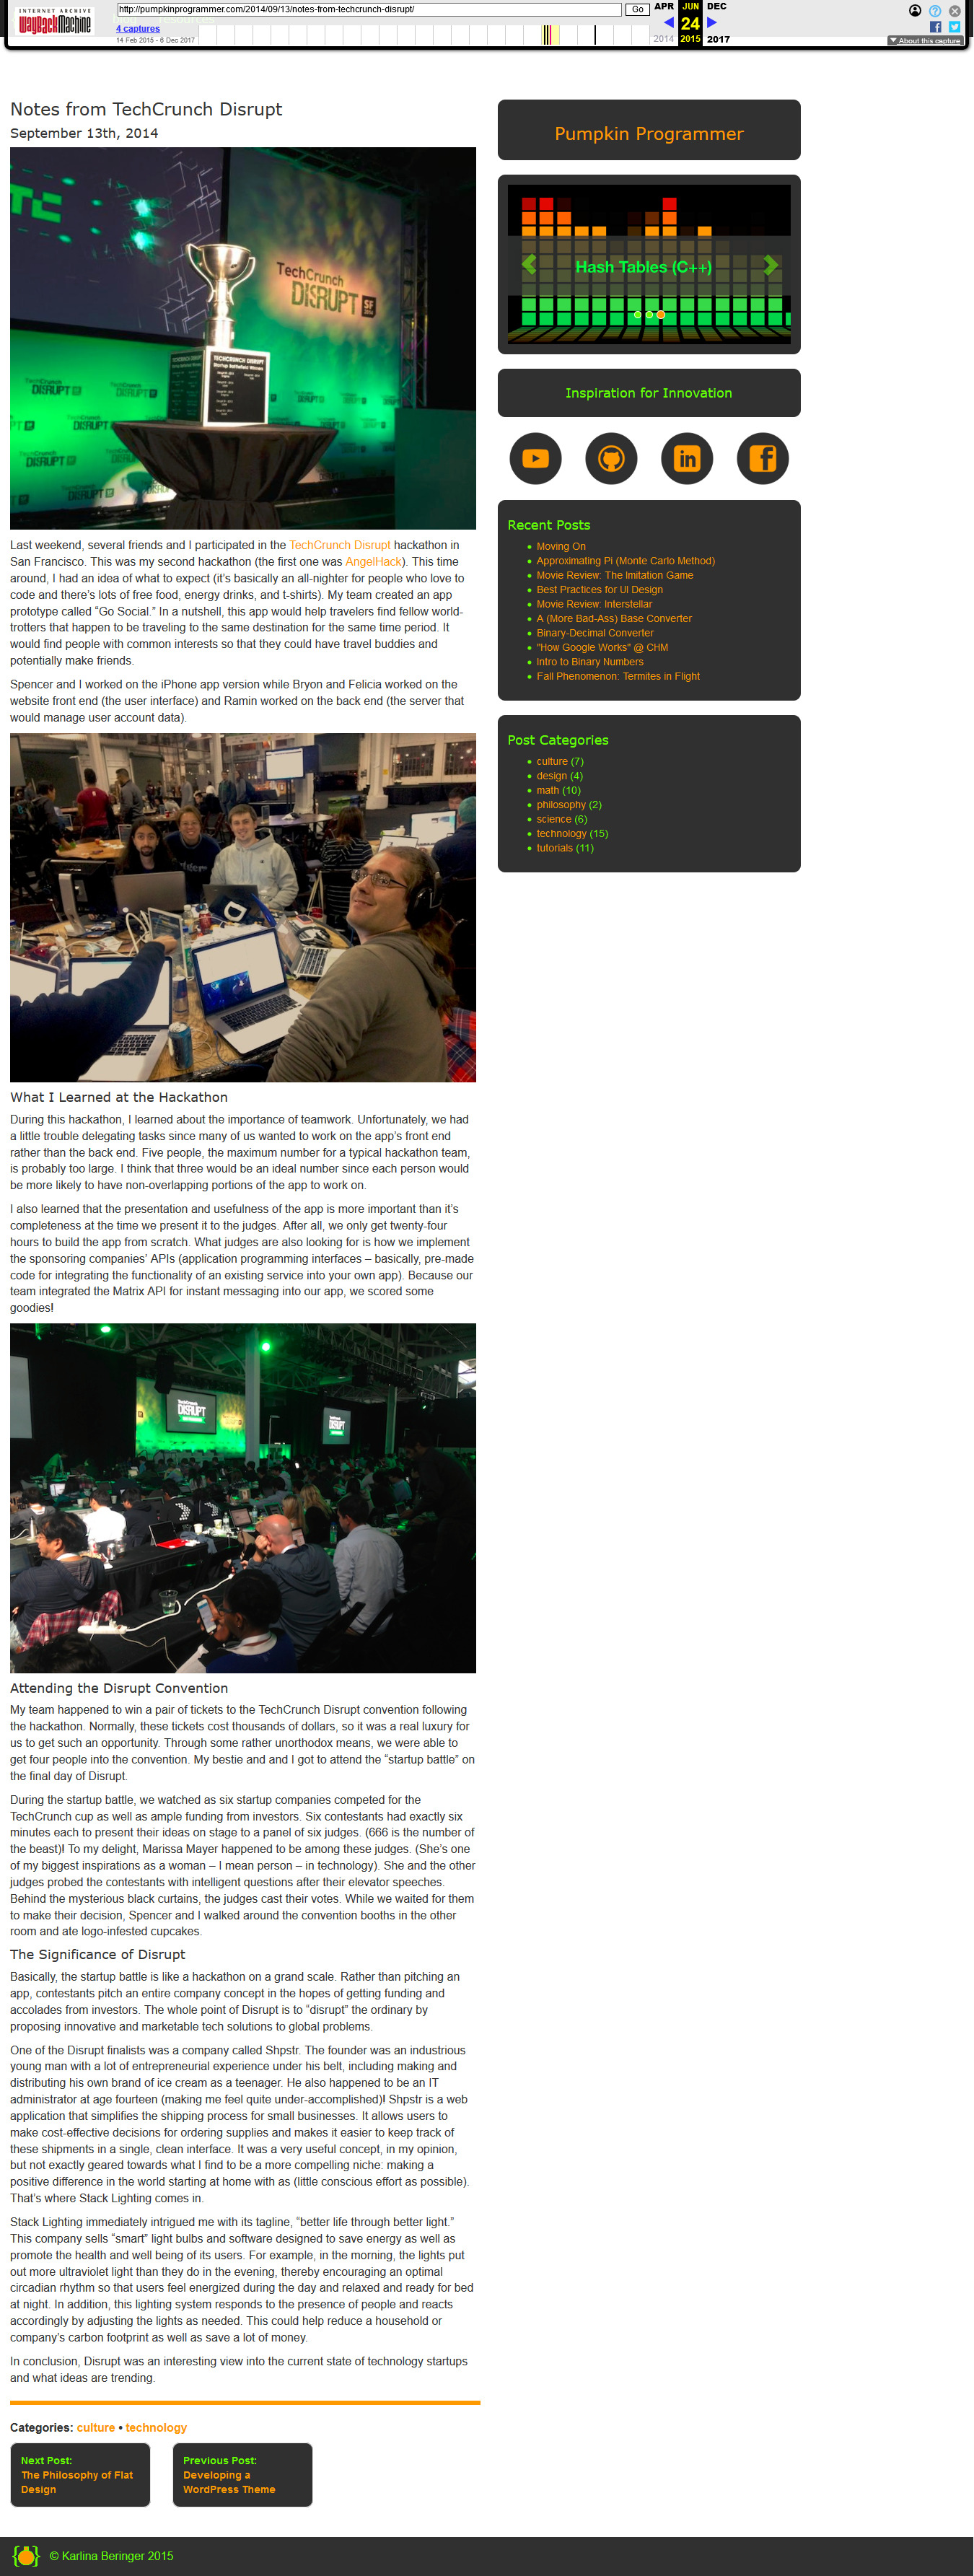 INTERNET ARCHIVE
WayBackMachine
http://pumpkinprogrammer.com/2014/09/13/notes-from-techcrunch-disrupt/
Go
APR JUN DEC
4 captures
24
14 Feb 2015 - 6 Dec 2017
2014 2015 2017
About this capture
Notes from TechCrunch Disrupt
September 13th, 2014
TechCrunch
DISRUPT SF
TECHCRUNCH DISRUPT
Last weekend, several friends and I participated in the TechCrunch Disrupt hackathon in
San Francisco. This was my second hackathon (the first one was AngelHack). This time
around, I had an idea of what to expect (it’s basically an all-nighter for people who love to
code and there’s lots of free food, energy drinks, and t-shirts). My team created an app
prototype called “Go Social.” In a nutshell, this app would help travelers find fellow world-
trotters that happen to be traveling to the same destination for the same time period. It
would find people with common interests so that they could have travel buddies and
potentially make friends.
Spencer and I worked on the iPhone app version while Bryon and Felicia worked on the
website front end (the user interface) and Ramin worked on the back end (the server that
would manage user account data).
What I Learned at the Hackathon
During this hackathon, I learned about the importance of teamwork. Unfortunately, we had
a little trouble delegating tasks since many of us wanted to work on the app’s front end
rather than the back end. Five people, the maximum number for a typical hackathon team,
is probably too large. I think that three would be an ideal number since each person would
be more likely to have non-overlapping portions of the app to work on.
I also learned that the presentation and usefulness of the app is more important than it’s
completeness at the time we present it to the judges. After all, we only get twenty-four
hours to build the app from scratch. What judges are also looking for is how we implement
the sponsoring companies’ APIs (application programming interfaces – basically, pre-made
code for integrating the functionality of an existing service into your own app). Because our
team integrated the Matrix API for instant messaging into our app, we scored some
goodies!
TechCrunch
DISRUPT
DISRUPT
Attending the Disrupt Convention
My team happened to win a pair of tickets to the TechCrunch Disrupt convention following
the hackathon. Normally, these tickets cost thousands of dollars, so it was a real luxury for
us to get such an opportunity. Through some rather unorthodox means, we were able to
get four people into the convention. My bestie and and I got to attend the “startup battle” on
the final day of Disrupt.
During the startup battle, we watched as six startup companies competed for the
TechCrunch cup as well as ample funding from investors. Six contestants had exactly six
minutes each to present their ideas on stage to a panel of six judges. (666 is the number of
the beast)! To my delight, Marissa Mayer happened to be among these judges. (She’s one
of my biggest inspirations as a woman – I mean person – in technology). She and the other
judges probed the contestants with intelligent questions after their elevator speeches.
Behind the mysterious black curtains, the judges cast their votes. While we waited for them
to make their decision, Spencer and I walked around the convention booths in the other
room and ate logo-infested cupcakes.
The Significance of Disrupt
Basically, the startup battle is like a hackathon on a grand scale. Rather than pitching an
app, contestants pitch an entire company concept in the hopes of getting funding and
accolades from investors. The whole point of Disrupt is to “disrupt” the ordinary by
proposing innovative and marketable tech solutions to global problems.
One of the Disrupt finalists was a company called Shpstr. The founder was an industrious
young man with a lot of entrepreneurial experience under his belt, including making and
distributing his own brand of ice cream as a teenager. He also happened to be an IT
administrator at age fourteen (making me feel quite under-accomplished)! Shpstr is a web
application that simplifies the shipping process for small businesses. It allows users to
make cost-effective decisions for ordering supplies and makes it easier to keep track of
these shipments in a single, clean interface. It was a very useful concept, in my opinion,
but not exactly geared towards what I find to be a more compelling niche: making a
positive difference in the world starting at home with as (little conscious effort as possible).
That’s where Stack Lighting comes in.
Stack Lighting immediately intrigued me with its tagline, “better life through better light.”
This company sells “smart” light bulbs and software designed to save energy as well as
promote the health and well being of its users. For example, in the morning, the lights put
out more ultraviolet light than they do in the evening, thereby encouraging an optimal
circadian rhythm so that users feel energized during the day and relaxed and ready for bed
at night. In addition, this lighting system responds to the presence of people and reacts
accordingly by adjusting the lights as needed. This could help reduce a household or
company’s carbon footprint as well as save a lot of money.
In conclusion, Disrupt was an interesting view into the current state of technology startups
and what ideas are trending.
Categories: culture • technology
Next Post:
The Philosophy of Flat
Design
Previous Post:
Developing a
WordPress Theme
Pumpkin Programmer
Hash Tables (C++)
Inspiration for Innovation
Recent Posts
Moving On
Approximating Pi (Monte Carlo Method)
Movie Review: The Imitation Game
Best Practices for UI Design
Movie Review: Interstellar
A (More Bad-Ass) Base Converter
Binary-Decimal Converter
"How Google Works" @ CHM
Intro to Binary Numbers
Fall Phenomenon: Termites in Flight
Post Categories
culture (7)
design (4)
math (10)
philosophy (2)
science (6)
technology (15)
tutorials (11)
© Karlina Beringer 2015